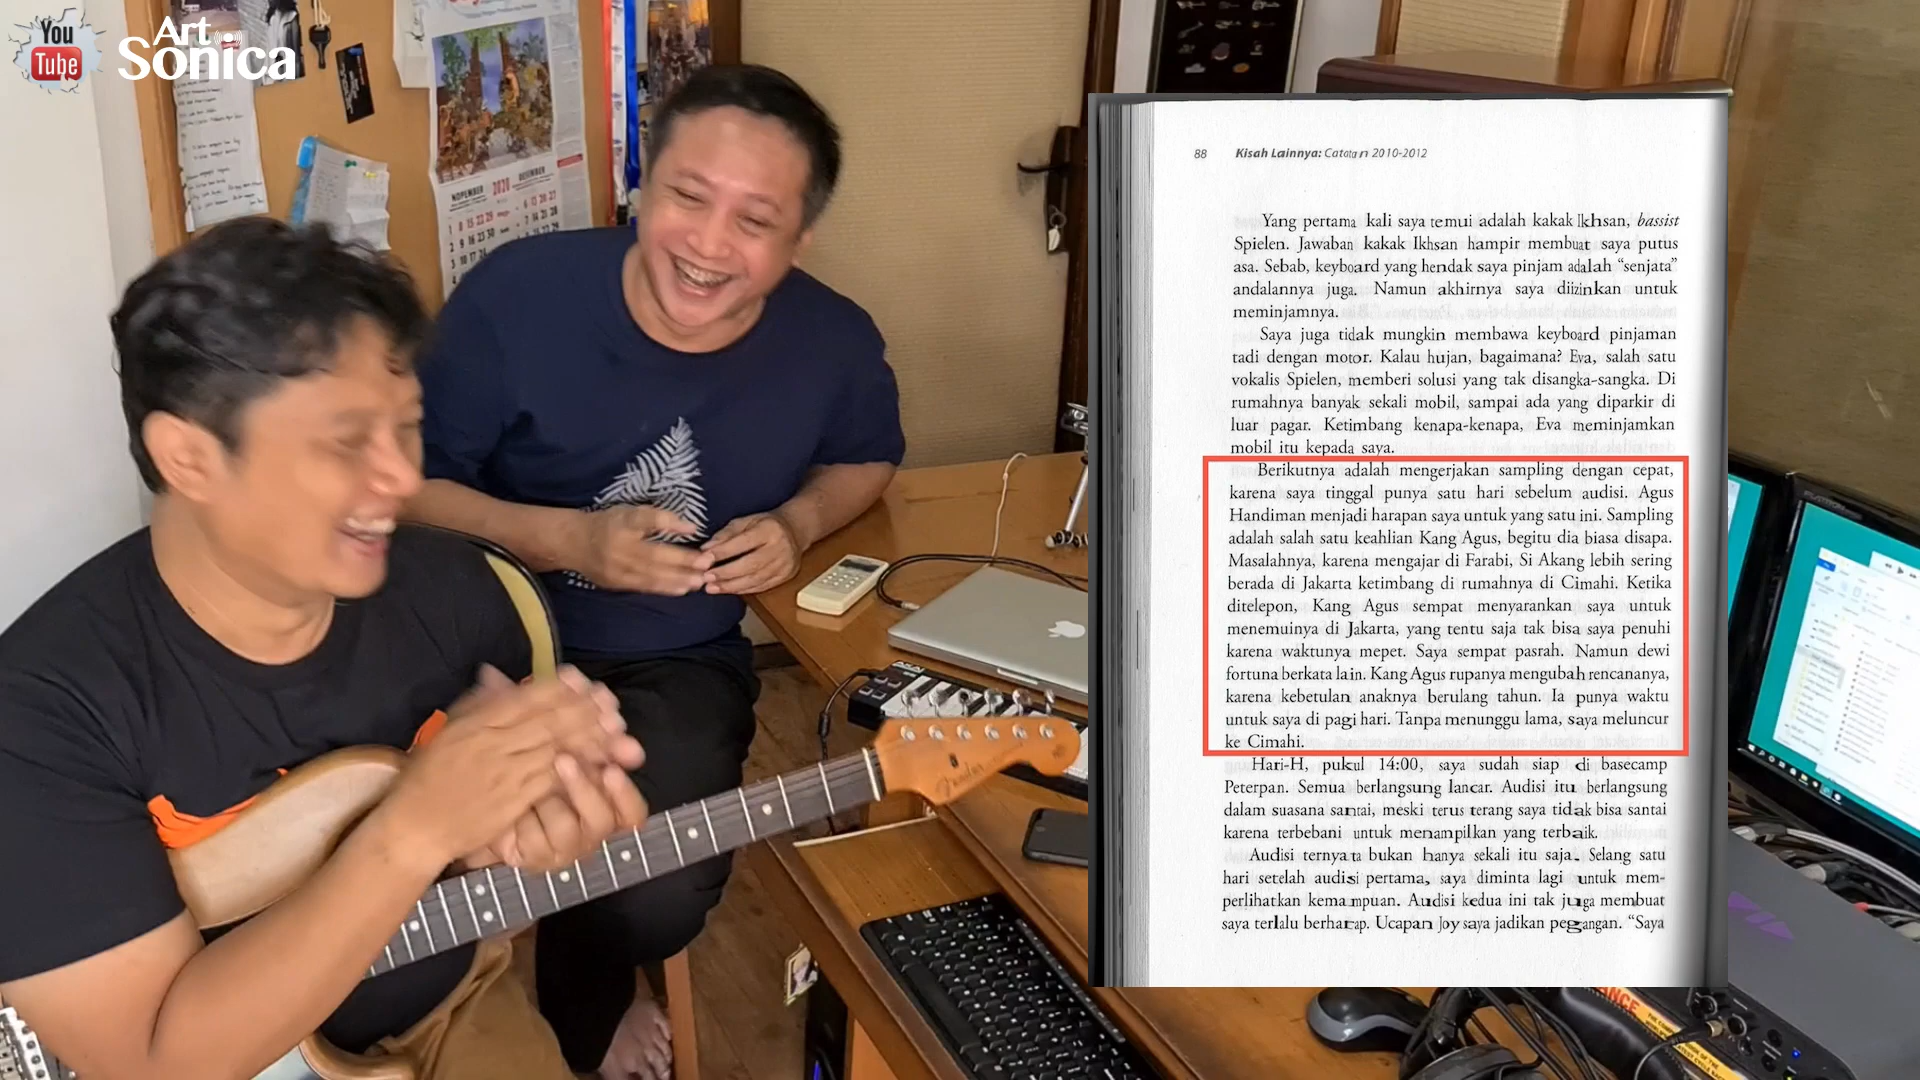 You
Tube
Art
Sonica
NOVEMBER
2020
DESEMBER
AKAI
Fender
88 Kisah Lainnya: Catatan 2010-2012
Yang pertama kali saya temui adalah kakak Ikhsan, bassist
Spielen. Jawaban kakak Ikhsan hampir membuat saya putus
asa. Sebab, keyboard yang hendak saya pinjam adalah “senjata”
andalannya juga. Namun akhirnya saya diizinkan untuk
meminjamnya.
Saya juga tidak mungkin membawa keyboard pinjaman
tadi dengan motor. Kalau hujan, bagaimana? Eva, salah satu
vokalis Spielen, memberi solusi yang tak disangka-sangka. Di
rumahnya banyak sekali mobil, sampai ada yang diparkir di
luar pagar. Ketimbang kenapa-kenapa, Eva meminjamkan
mobil itu kepada saya.
Berikutnya adalah mengerjakan sampling dengan cepat,
karena saya tinggal punya satu hari sebelum audisi. Agus
Handiman menjadi harapan saya untuk yang satu ini. Sampling
adalah salah satu keahlian Kang Agus, begitu dia biasa disapa.
Masalahnya, karena mengajar di Farabi, Si Akang lebih sering
berada di Jakarta ketimbang di rumahnya di Cimahi. Ketika
ditelepon, Kang Agus sempat menyarankan saya untuk
menemuinya di Jakarta, yang tentu saja tak bisa saya penuhi
karena waktunya mepet. Saya sempat pasrah. Namun dewi
fortuna berkata lain. Kang Agus rupanya mengubah rencananya,
karena kebetulan anaknya berulang tahun. Ia punya waktu
untuk saya di pagi hari. Tanpa menunggu lama, saya meluncur
ke Cimahi.
Hari-H, pukul 14:00, saya sudah siap di basecamp
Peterpan. Semua berlangsung lancar. Audisi itu berlangsung
dalam suasana santai, meski terus terang saya tidak bisa santai
karena terbebani untuk menampilkan yang terbaik.
Audisi ternyata bukan hanya sekali itu saja. Selang satu
hari setelah audisi pertama, saya diminta lagi untuk mem-
perlihatkan kemampuan. Audisi kedua ini tak juga membuat
saya terlalu berharap. Ucapan Joy saya jadikan pegangan. “Saya